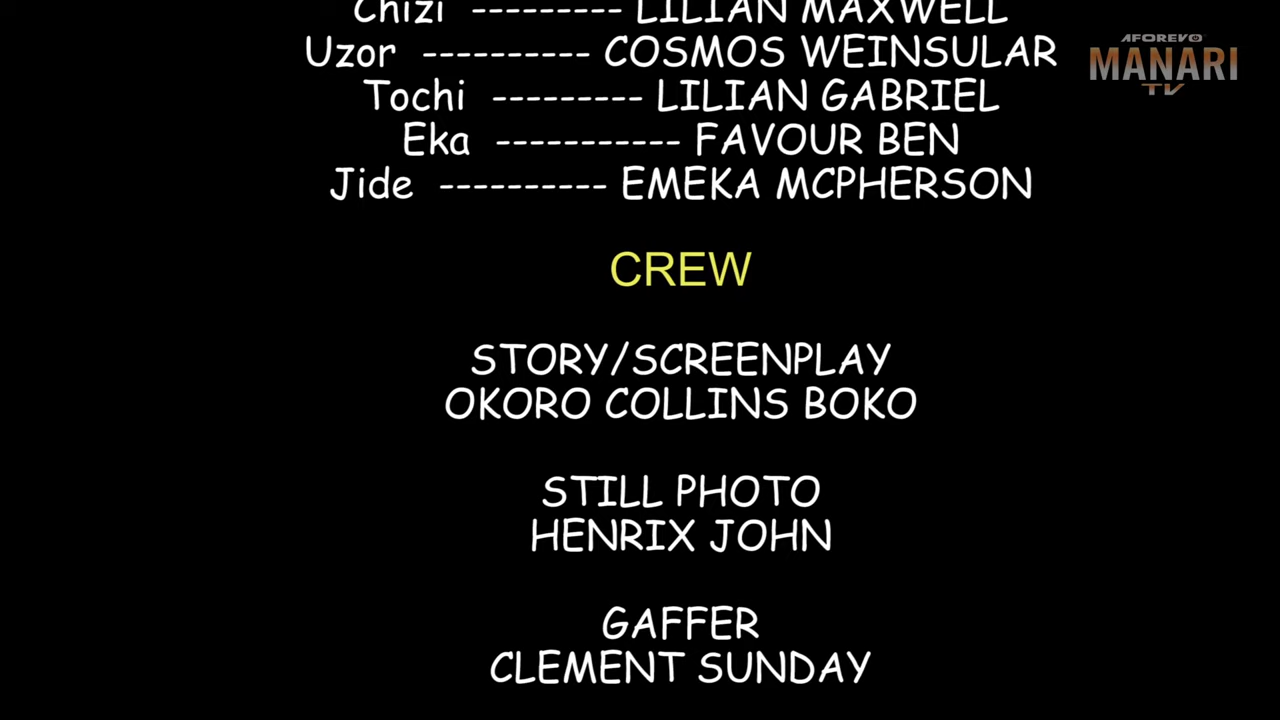 Chizi --------- LILIAN MAXWELL
Uzor ---------- COSMOS WEINSULAR
Tochi --------- LILIAN GABRIEL
Eka ----------- FAVOUR BEN
Jide ---------- EMEKA MCPHERSON
CREW
STORY/SCREENPLAY
OKORO COLLINS BOKO
STILL PHOTO
HENRIX JOHN
GAFFER
CLEMENT SUNDAY
AFOREVO
MANARI
TV